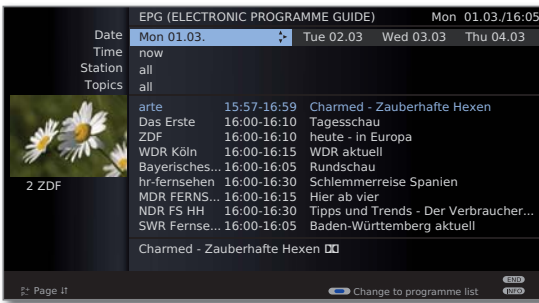 EPG (ELECTRONIC PROGRAMME GUIDE) Mon 01.03./16:05
Date Mon 01.03. Tue 02.03 Wed 03.03 Thu 04.03
Time now
Station all
Topics all
arte 15:57-16:59 Charmed - Zauberhafte Hexen
Das Erste 16:00-16:10 Tagesschau
ZDF 16:00-16:10 heute - in Europa
WDR Köln 16:00-16:15 WDR aktuell
Bayerisches... 16:00-16:05 Rundschau
hr-fernsehen 16:00-16:30 Schlemmerreise Spanien
MDR FERNS... 16:00-16:15 Hier ab vier
NDR FS HH 16:00-16:30 Tipps und Trends - Der Verbraucher...
SWR Fernse... 16:00-16:05 Baden-Württemberg aktuell
2 ZDF
Charmed - Zauberhafte Hexen
END
P+ P- Page Change to programme list INFO